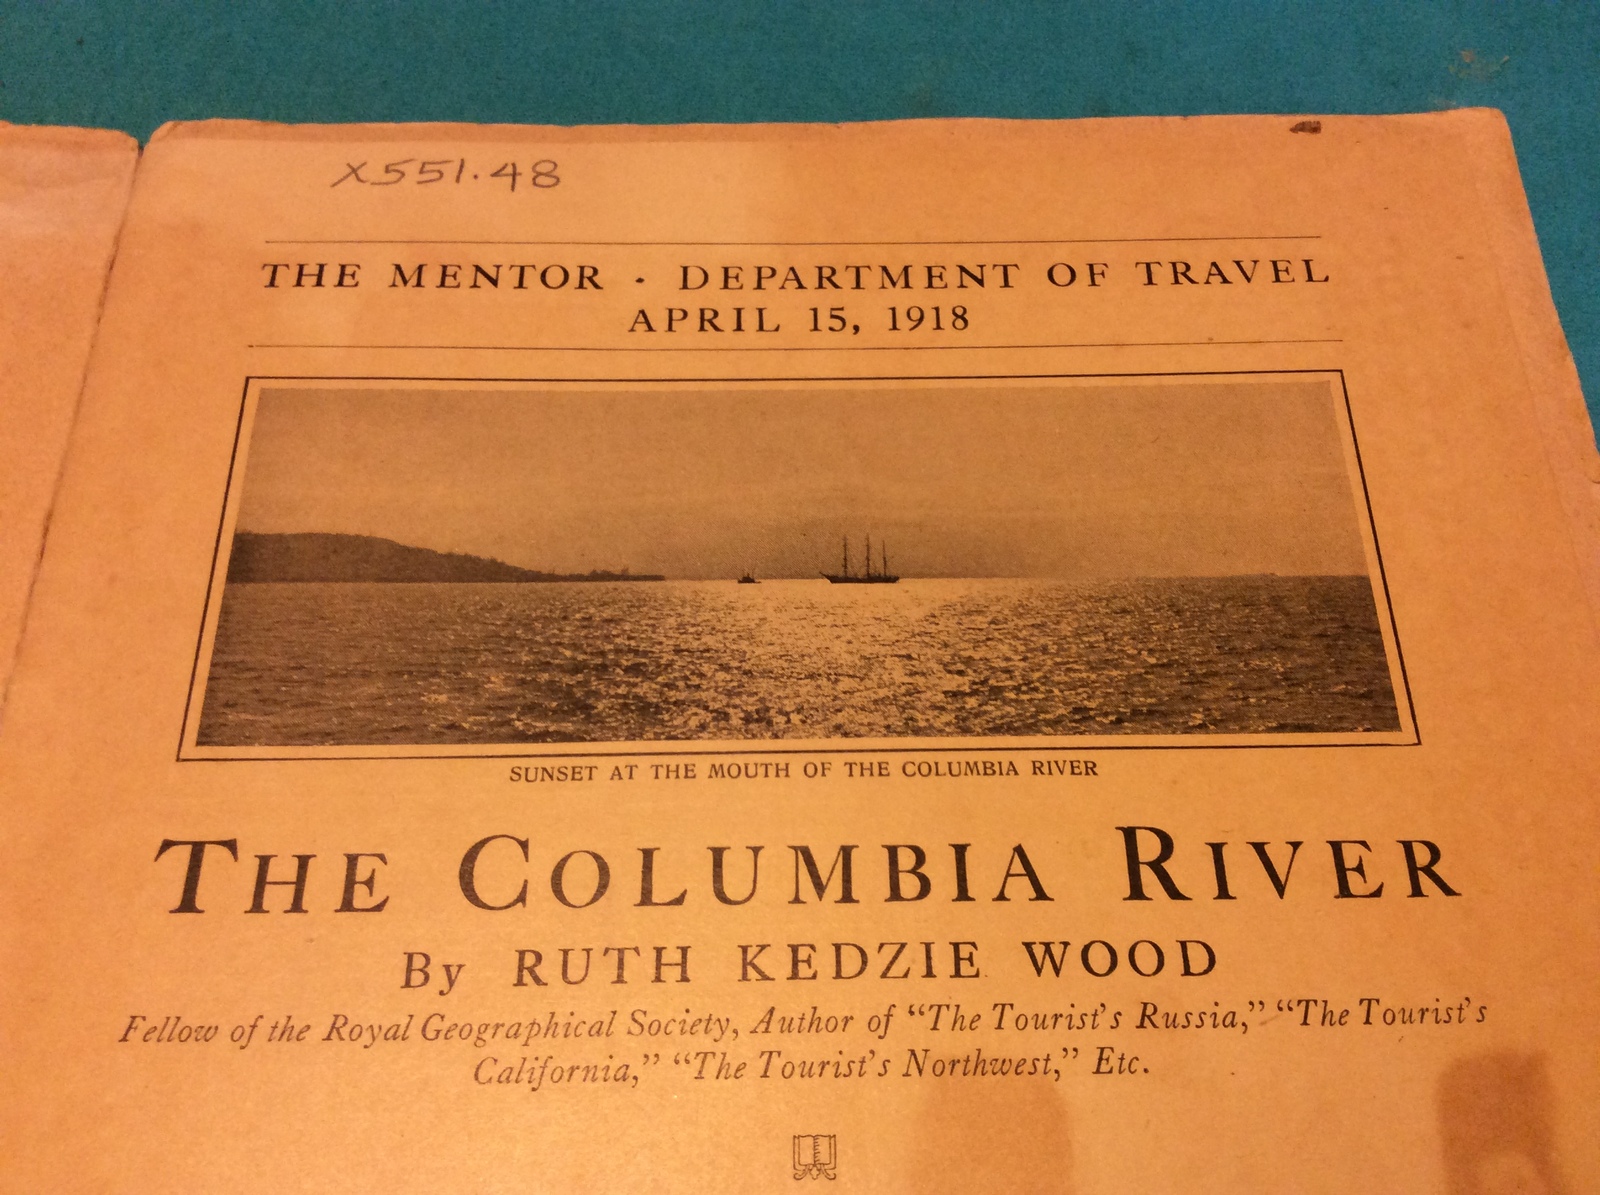 X551.48
THE MENTOR · DEPARTMENT OF TRAVEL
APRIL 15, 1918
SUNSET AT THE MOUTH OF THE COLUMBIA RIVER
THE COLUMBIA RIVER
By RUTH KEDZIE WOOD
Fellow of the Royal Geographical Society, Author of “The Tourist's Russia,” “The Tourist's
California,” “The Tourist's Northwest,” Etc.